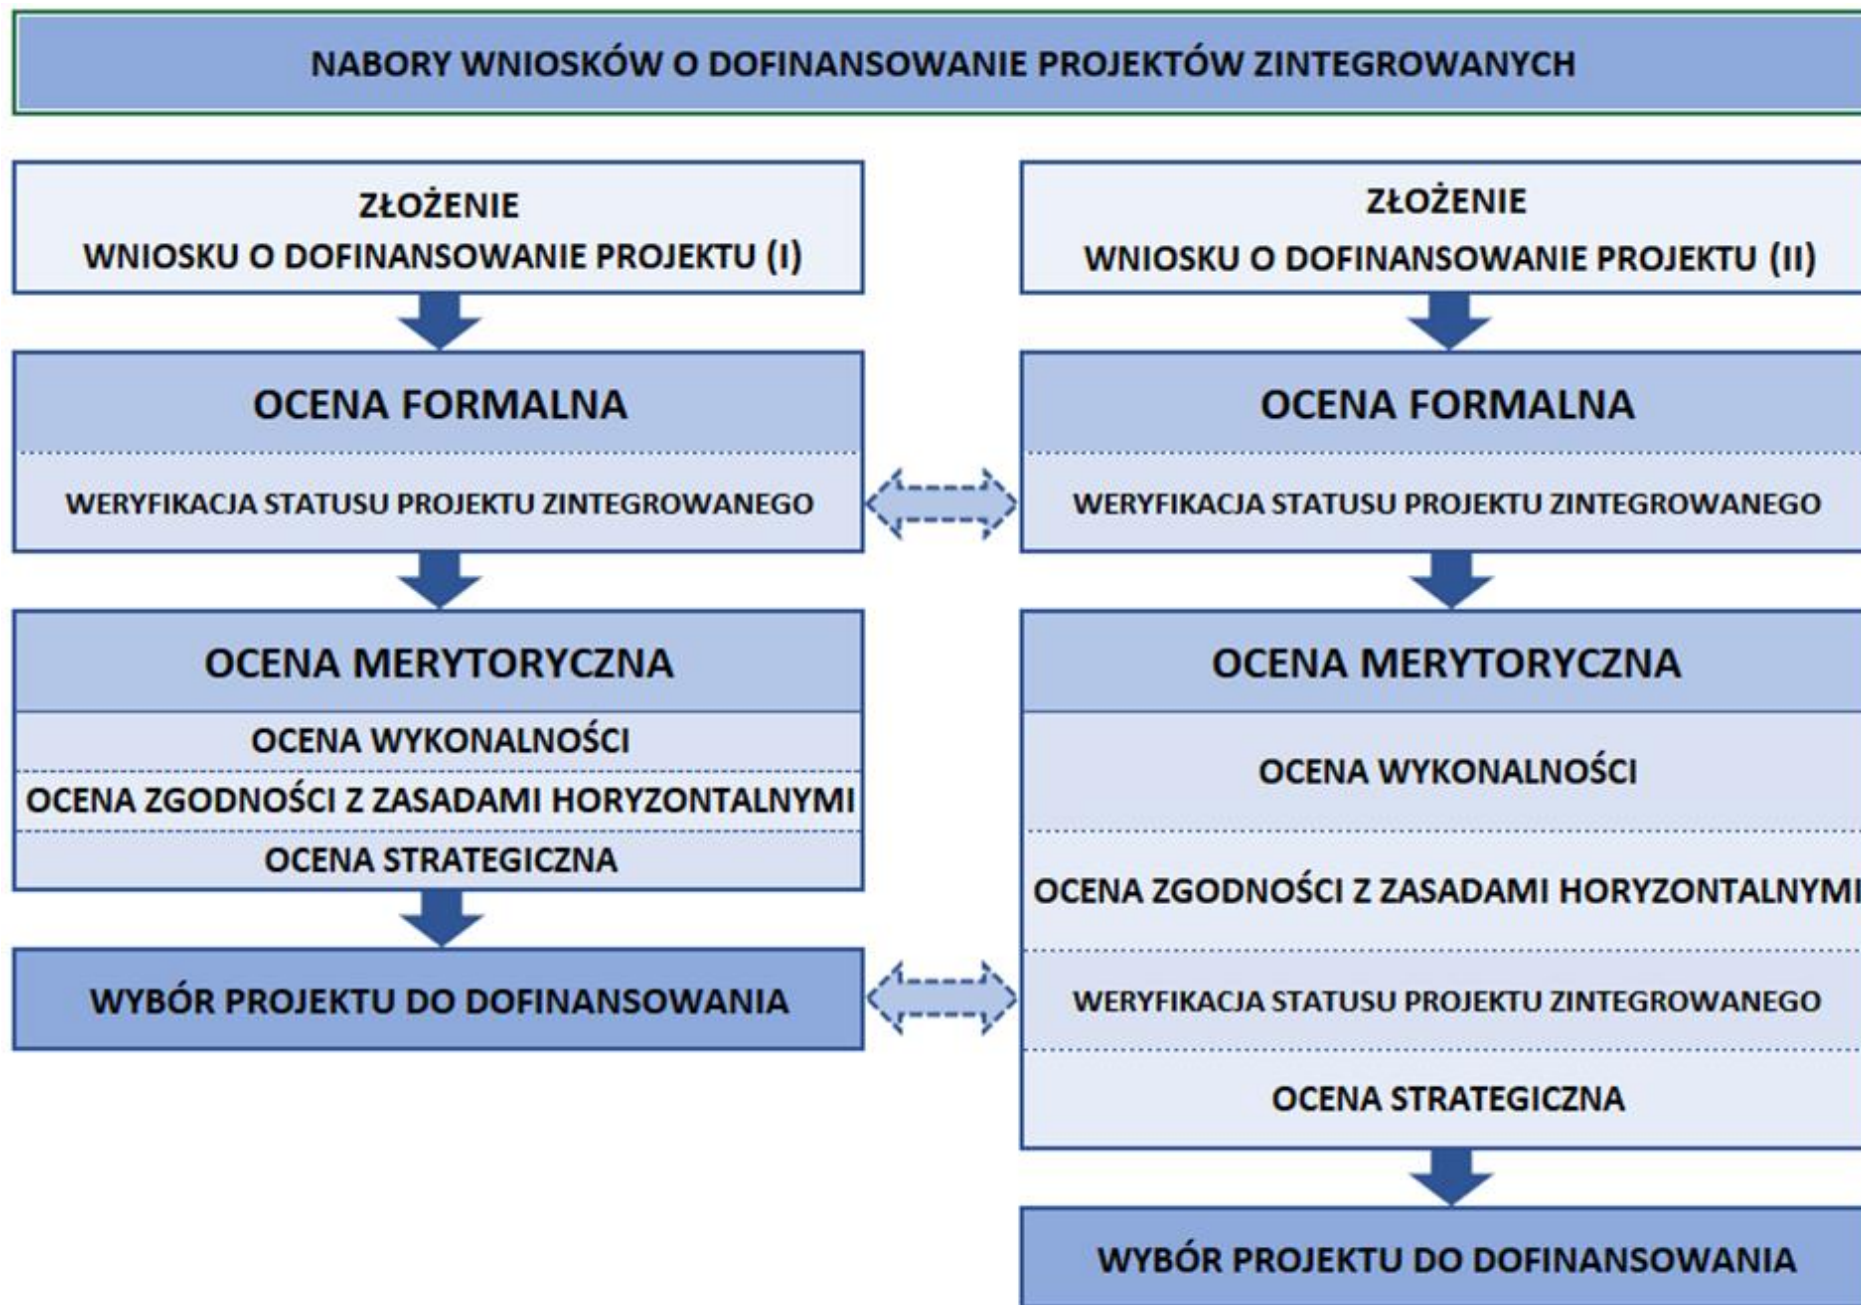 NABORY WNIOSKÓW O DOFINANSOWANIE PROJEKTÓW ZINTEGROWANYCH
ZŁOŻENIE
WNIOSKU O DOFINANSOWANIE PROJEKTU (I)
OCENA FORMALNA
WERYFIKACJA STATUSU PROJEKTU ZINTEGROWANEGO
OCENA MERYTORYCZNA
OCENA WYKONALNOŚCI
OCENA ZGODNOŚCI Z ZASADAMI HORYZONTALNYMI
OCENA STRATEGICZNA
WYBÓR PROJEKTU DO DOFINANSOWANIA
ZŁOŻENIE
WNIOSKU O DOFINANSOWANIE PROJEKTU (II)
OCENA FORMALNA
WERYFIKACJA STATUSU PROJEKTU ZINTEGROWANEGO
OCENA MERYTORYCZNA
OCENA WYKONALNOŚCI
OCENA ZGODNOŚCI Z ZASADAMI HORYZONTALNYMI
WERYFIKACJA STATUSU PROJEKTU ZINTEGROWANEGO
OCENA STRATEGICZNA
WYBÓR PROJEKTU DO DOFINANSOWANIA